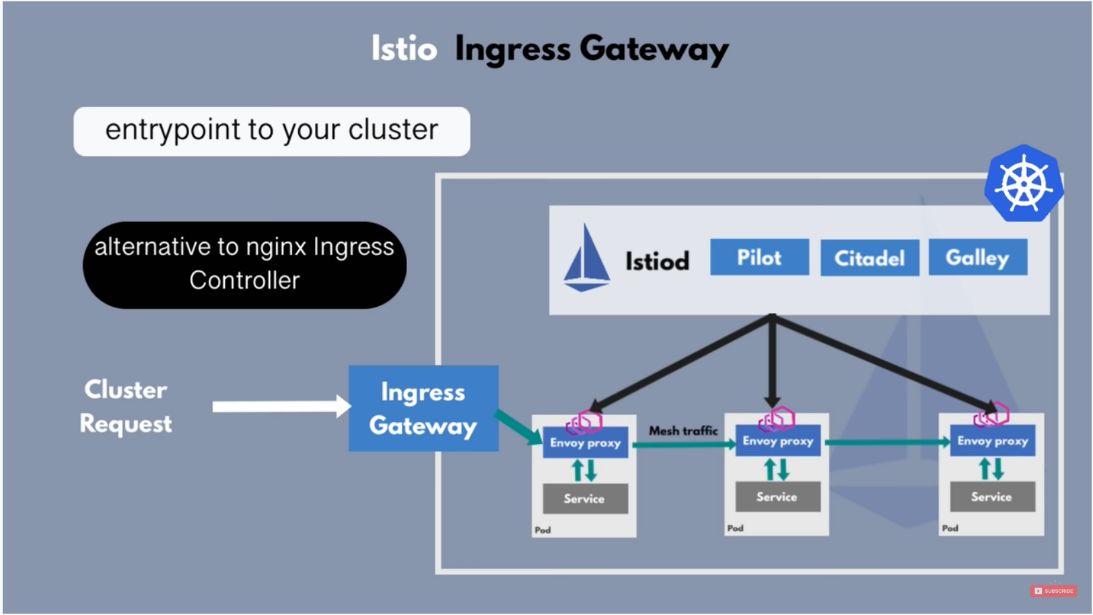 Istio Ingress Gateway
entrypoint to your cluster
alternative to nginx Ingress
Controller
Istiod
Pilot
Citadel
Galley
Cluster
Request
Ingress
Gateway
Envoy proxy
Service
Pod
Mesh traffic
Envoy proxy
Service
Pod
Envoy proxy
Service
Pod
SUBSCRIBE